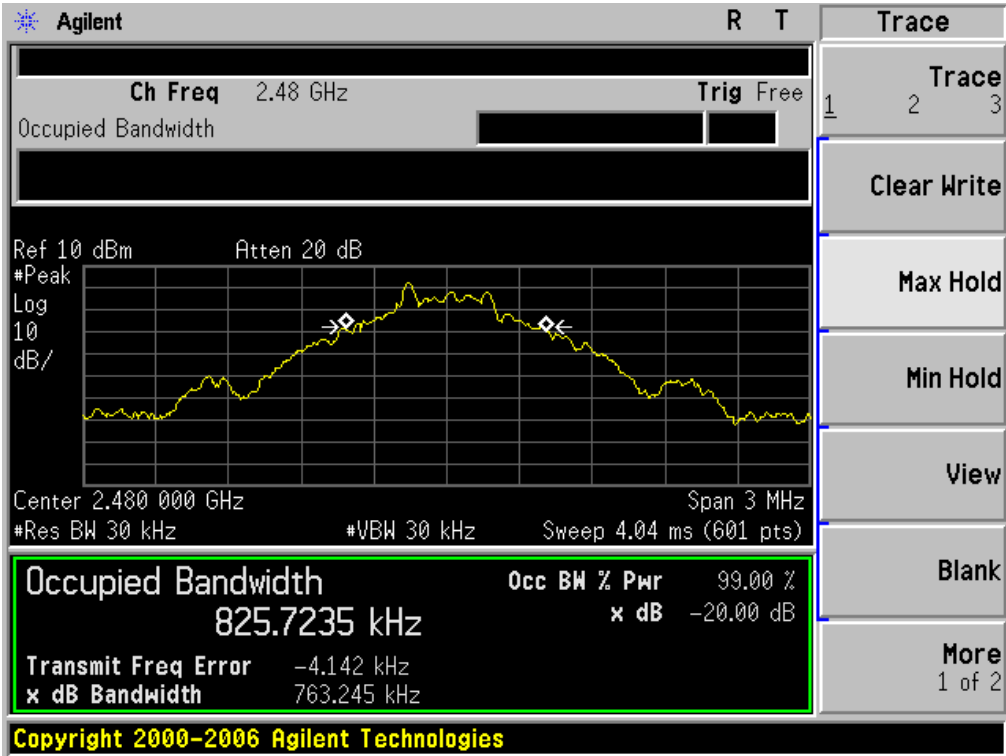 Agilent R T
Ch Freq 2.48 GHz Trig Free
Occupied Bandwidth
Ref 10 dBm Atten 20 dB
#Peak
Log
10
dB/
Center 2.480 000 GHz Span 3 MHz
#Res BW 30 kHz #VBW 30 kHz Sweep 4.04 ms (601 pts)
Occupied Bandwidth Occ BW % Pwr 99.00 %
825.7235 kHz x dB -20.00 dB
Transmit Freq Error -4.142 kHz
x dB Bandwidth 763.245 kHz
Copyright 2000-2006 Agilent Technologies
Trace
Trace
1 2 3
Clear Write
Max Hold
Min Hold
View
Blank
More
1 of 2